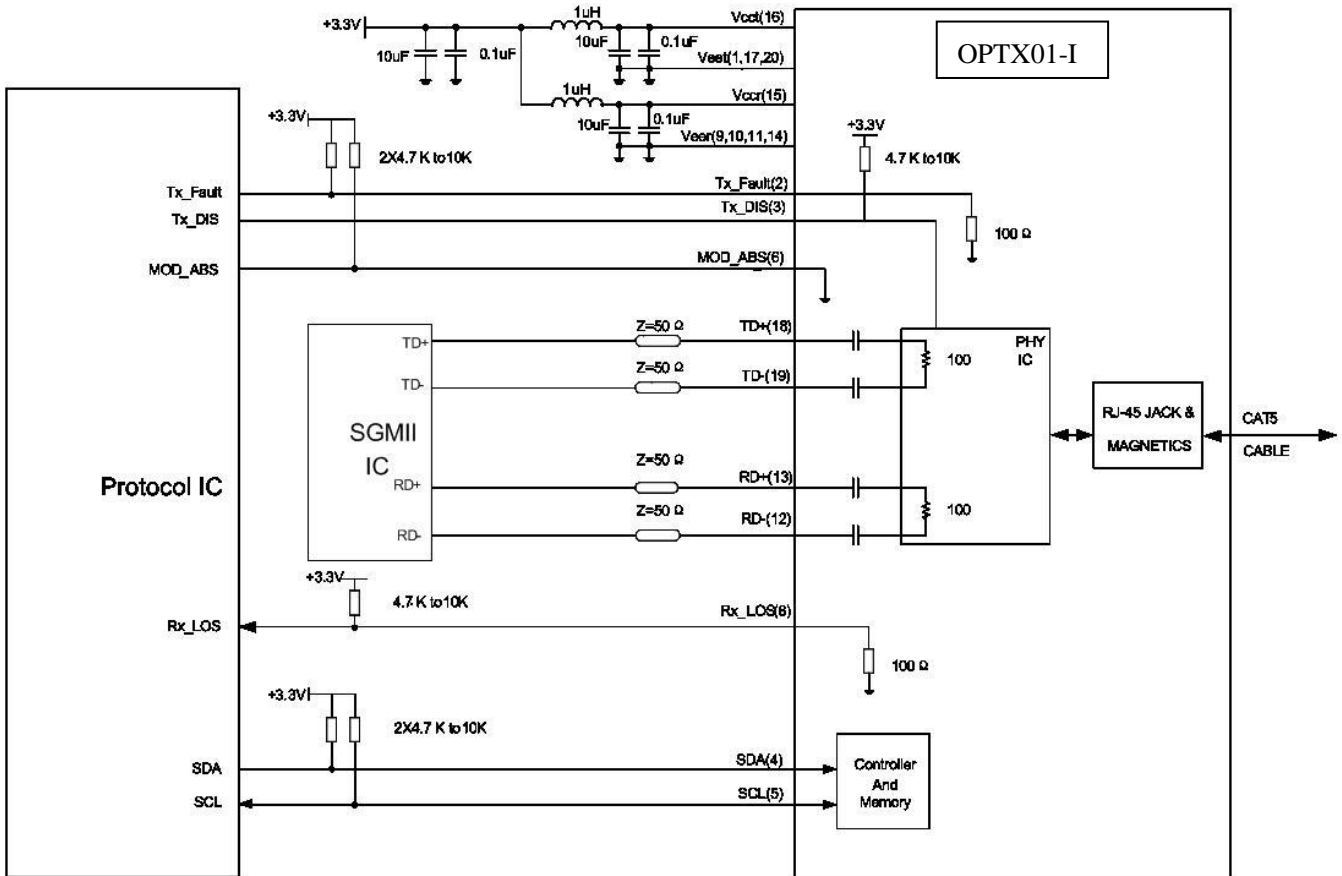 +3.3V
10uF
0.1uF
1uH
10uF
0.1uF
Vcct(16)
Veet(1,17,20)
OPTX01-I
1uH
10uF
0.1uF
Vccr(15)
Veer(9,10,11,14)
+3.3V
2X4.7 K to10K
+3.3V
4.7 K to10K
Tx_Fault
Tx_Fault(2)
Tx_DIS
Tx_DIS(3)
100 Ω
MOD_ABS
MOD_ABS(6)
Protocol IC
SGMII
IC
TD+
Z=50 Ω
TD+(18)
TD-
Z=50 Ω
TD-(19)
100
PHY
IC
RD+
Z=50 Ω
RD+(13)
RD-
Z=50 Ω
RD-(12)
100
RJ-45 JACK &
MAGNETICS
CAT5
CABLE
+3.3V
4.7 K to10K
Rx_LOS
Rx_LOS(8)
100 Ω
+3.3V
2X4.7 K to10K
SDA
SDA(4)
SCL
SCL(5)
Controller
And
Memory